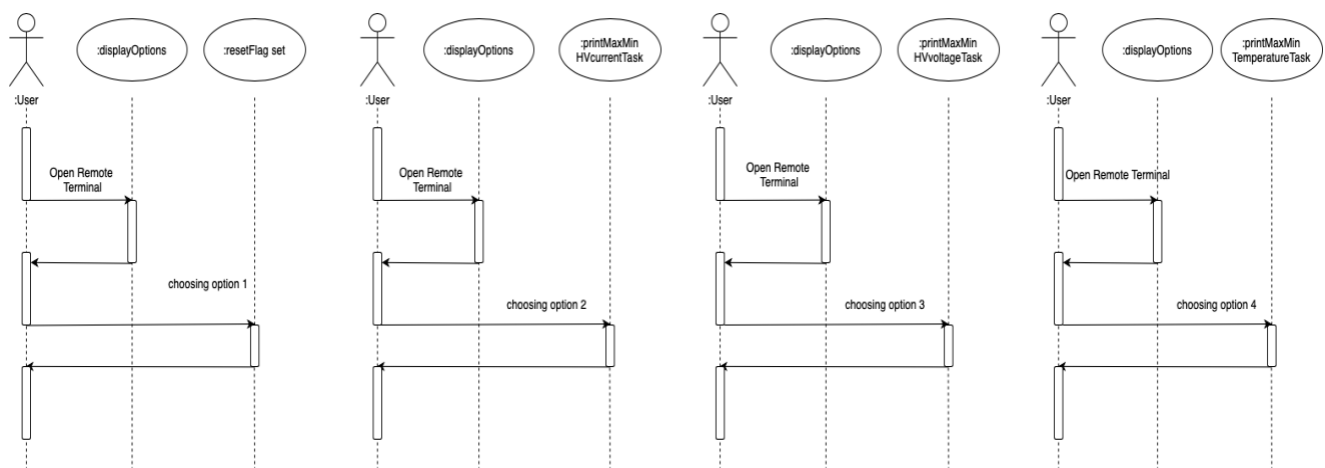 :displayOptions
:resetFlag set
:User
Open Remote
Terminal
choosing option 1
:displayOptions
:printMaxMin
HVcurrentTask
:User
Open Remote
Terminal
choosing option 2
:displayOptions
:printMaxMin
HVvoltageTask
:User
Open Remote
Terminal
choosing option 3
:displayOptions
:printMaxMin
TemperatureTask
:User
Open Remote Terminal
choosing option 4